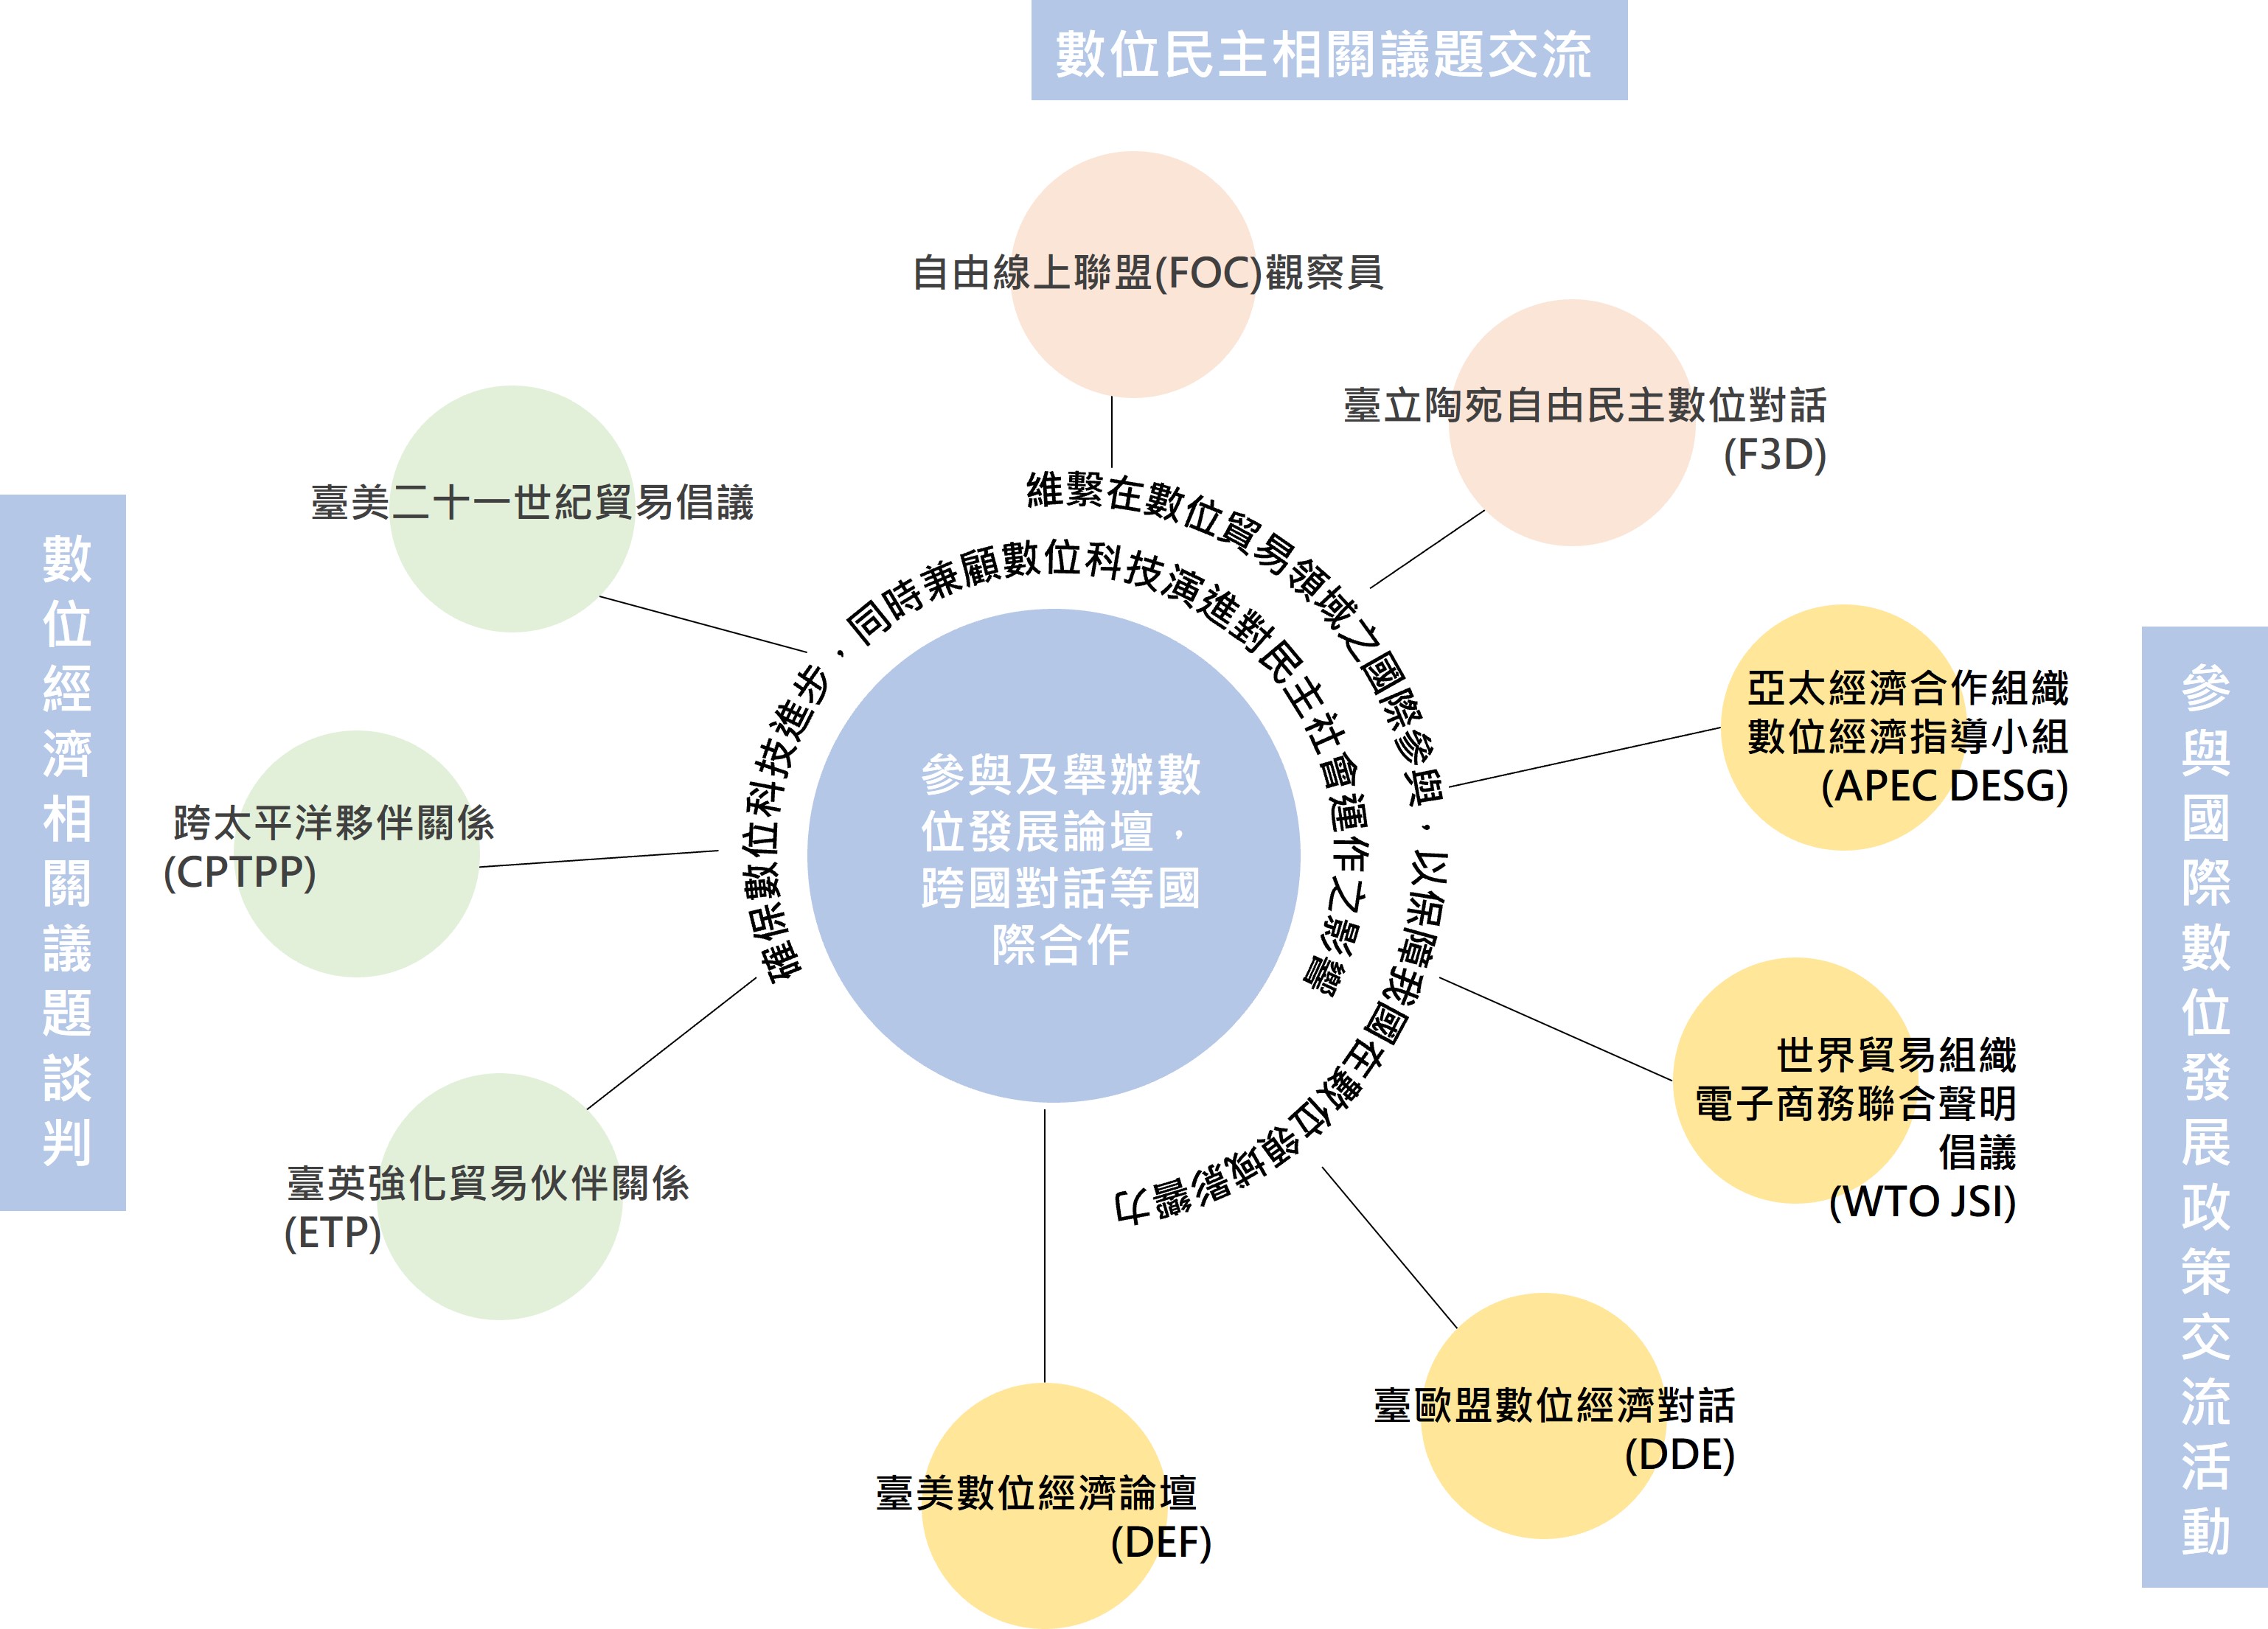 數位民主相關議題交流
自由線上聯盟(FOC)觀察員
臺立陶宛自由民主數位對話
(F3D)
數位經濟相關議題談判
臺美二十一世紀貿易倡議
跨太平洋夥伴關係
(CPTPP)
臺英強化貿易伙伴關係
(ETP)
維繫在數位貿易領域之國際參與，以保障我國在數位領域影響力
確保數位科技進步，同時兼顧數位科技演進對民主社會運作之影響
參與及舉辦數
位發展論壇，
跨國對話等國
際合作
參與國際數位發展政策交流活動
亞太經濟合作組織
數位經濟指導小組
(APEC DESG)
世界貿易組織
電子商務聯合聲明
倡議
(WTO JSI)
臺歐盟數位經濟對話
(DDE)
臺美數位經濟論壇
(DEF)